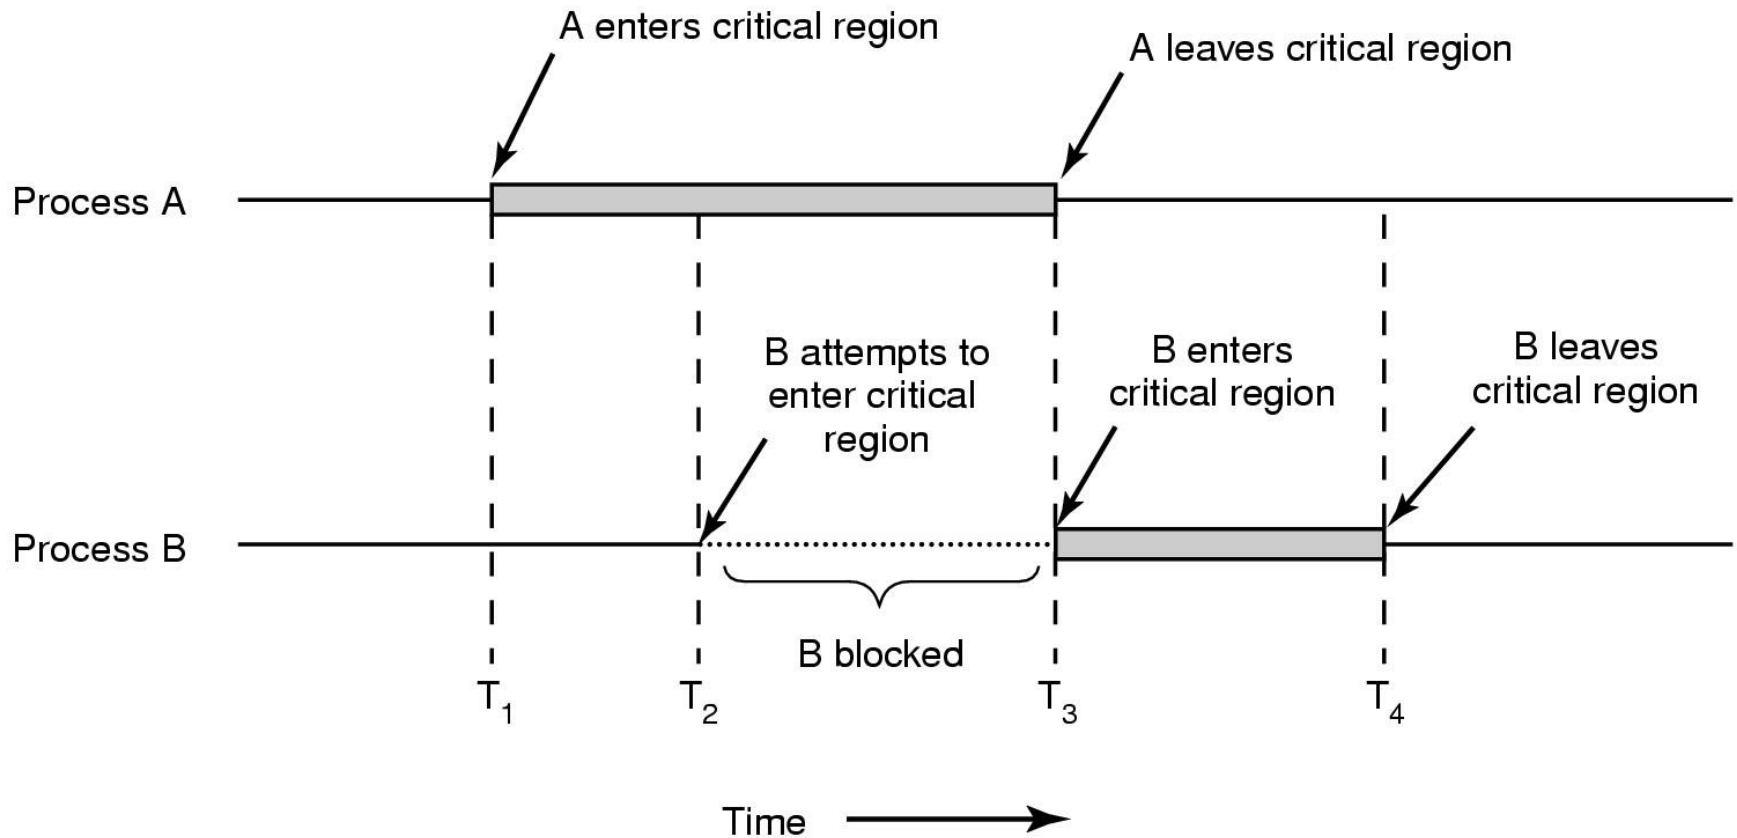 A enters critical region
A leaves critical region
Process A
B attempts to
enter critical
region
B enters
critical region
B leaves
critical region
Process B
B blocked
T1
T2
T3
T4
Time